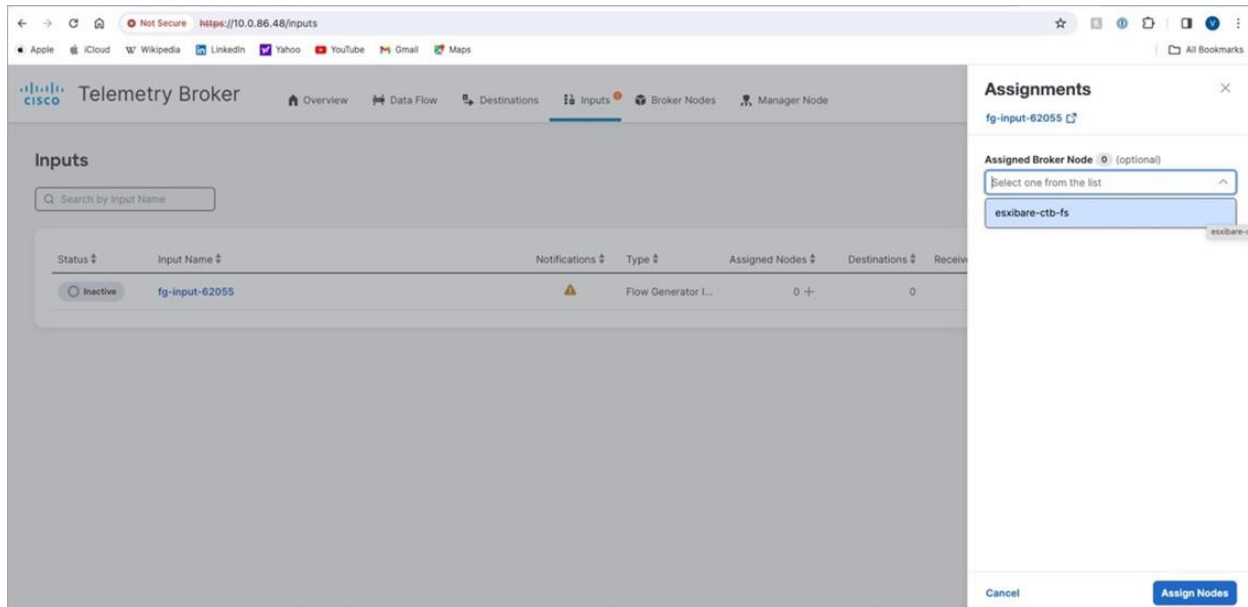 Not Secure https://10.0.86.48/inputs
Apple iCloud Wikipedia LinkedIn Yahoo YouTube Gmail Maps All Bookmarks
CISCO Telemetry Broker Overview Data Flow Destinations Inputs Broker Nodes Manager Node
Assignments
fg-input-62055
Inputs
Assigned Broker Node 0 (optional)
Search by Input Name
Select one from the list
esxibare-ctb-fs
esxibare-
Status Input Name Notifications Type Assigned Nodes Destinations Receiv
Inactive fg-input-62055 Flow Generator I... 0 + 0
Cancel Assign Nodes